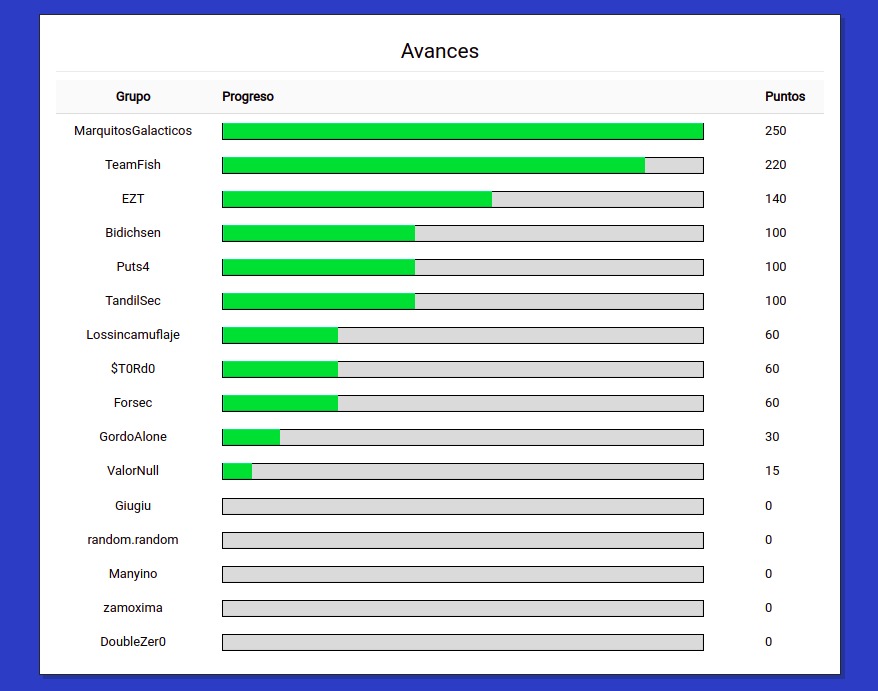 Avances
Grupo Progreso Puntos
MarquitosGalacticos 250
TeamFish 220
EZT 140
Bidichsen 100
Puts4 100
TandilSec 100
Lossincamuflaje 60
$T0Rd0 60
Forsec 60
GordoAlone 30
ValorNull 15
Giugiu 0
random.random 0
Manyino 0
zamoxima 0
DoubleZer0 0